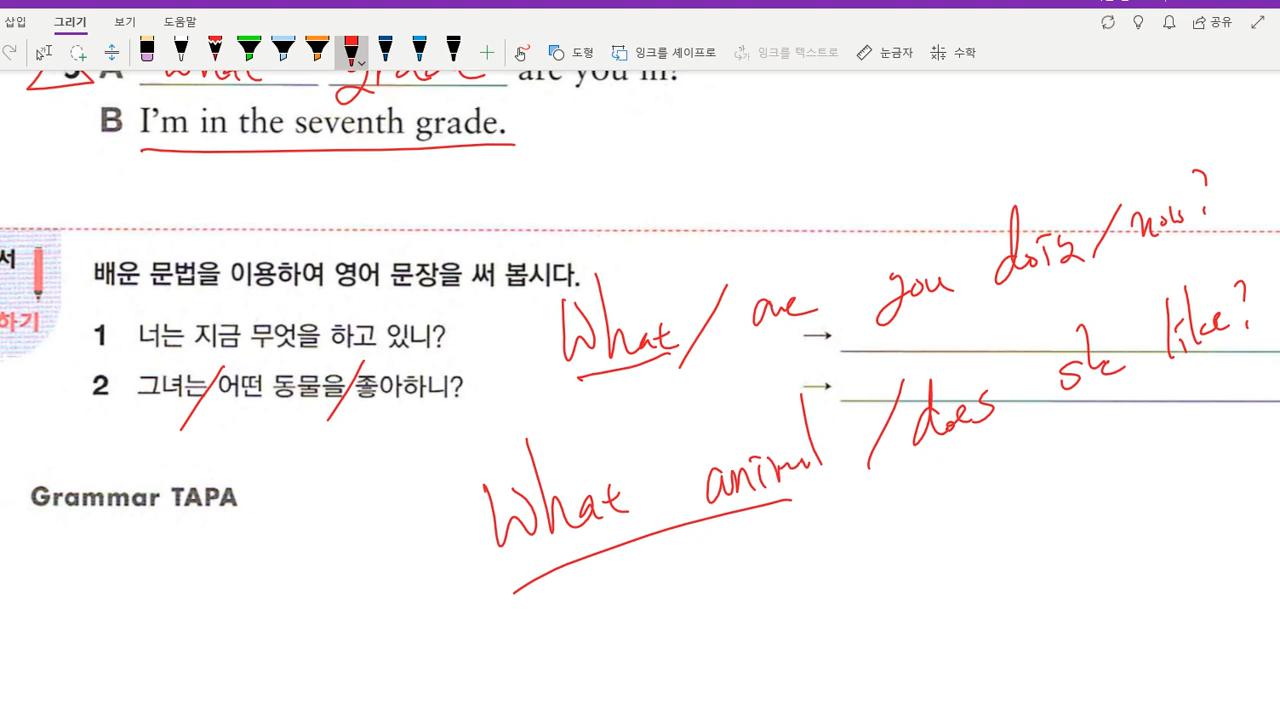 삽입 그리기 보기 도움말 공유
도형 잉크를 셰이프로 잉크를 텍스트로 눈금자 수학
A what grade are you in?
B I'm in the seventh grade.
서
하기
배운 문법을 이용하여 영어 문장을 써 봅시다.
1 너는 지금 무엇을 하고 있니? →
What / are you doing / now?
2 그녀는/어떤 동물을/좋아하니? →
What animal / does she like?
Grammar TAPA